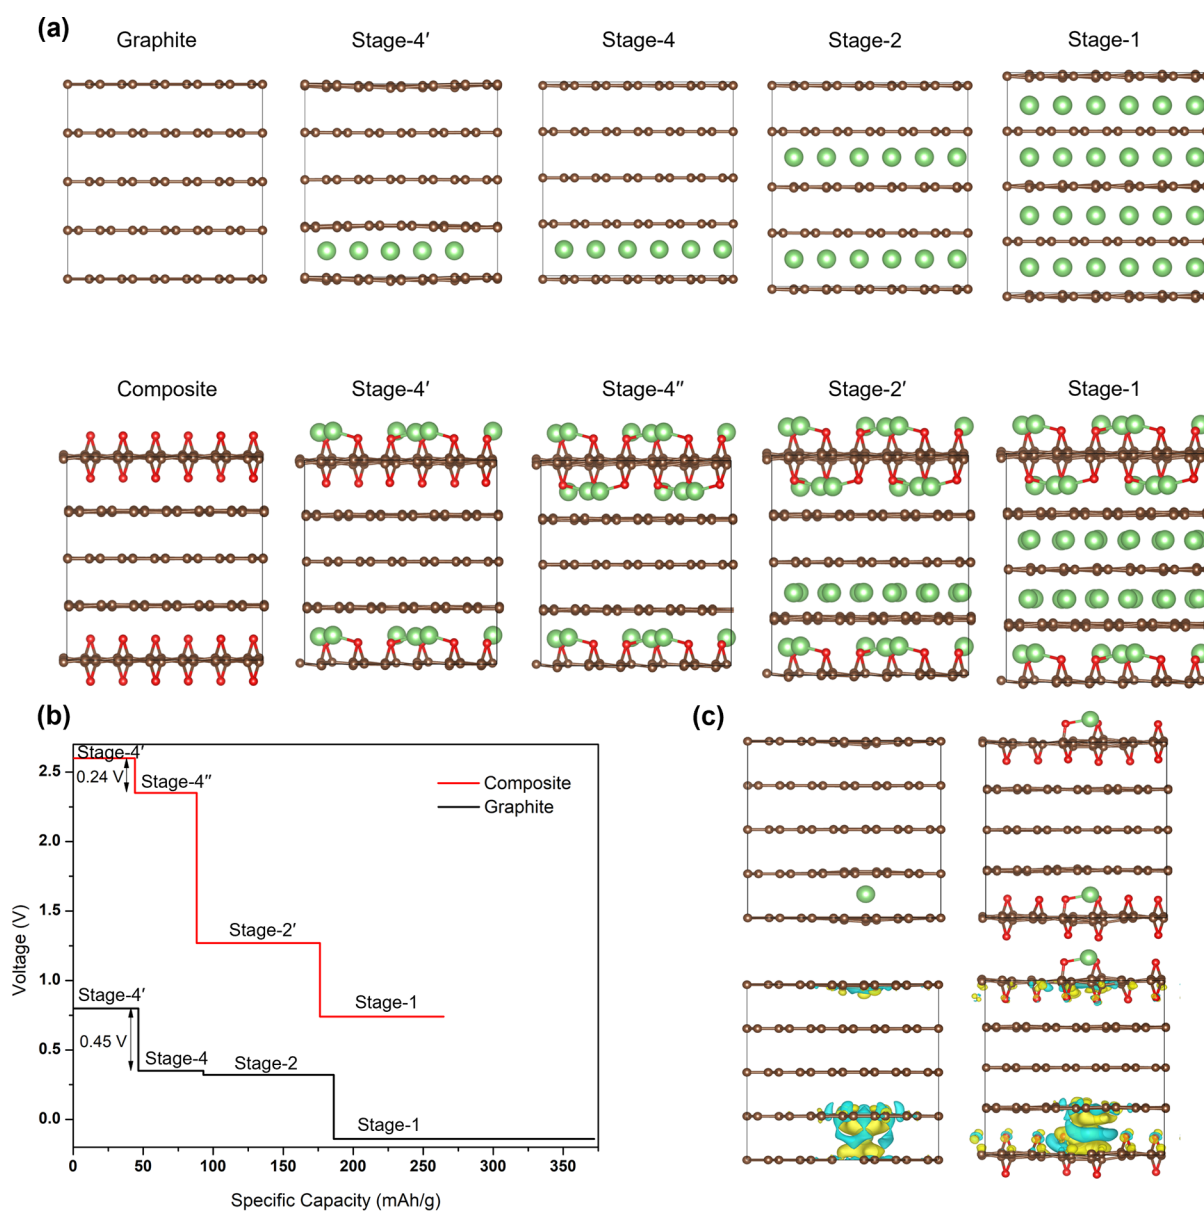 (a)
Graphite Stage-4′ Stage-4 Stage-2 Stage-1
Composite Stage-4′ Stage-4″ Stage-2′ Stage-1
(b)
Voltage (V)
2.5
2.0
1.5
1.0
0.5
0.0
Stage-4′
0.24 V
Stage-4″
Stage-2′
Stage-1
Stage-4′
0.45 V
Stage-4
Stage-2
Stage-1
Composite
Graphite
0 50 100 150 200 250 300 350
Specific Capacity (mAh/g)
(c)